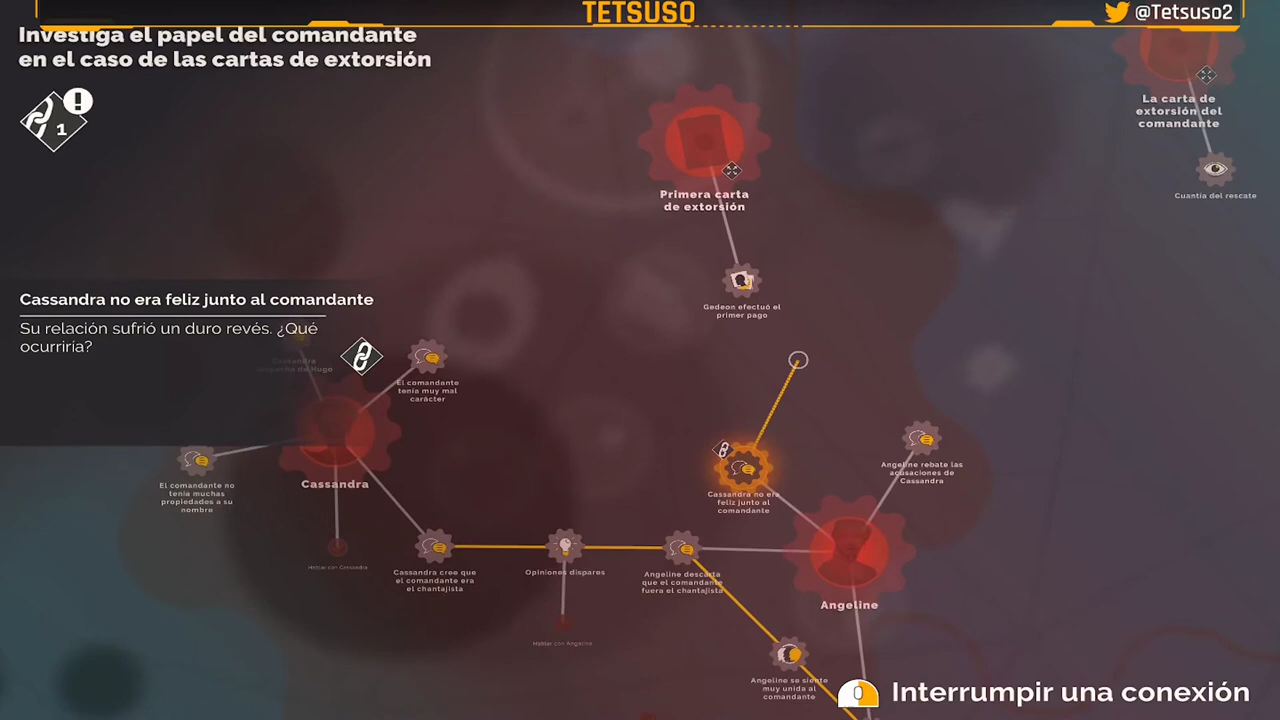 TETSUSO
@Tetsuso2
Investiga el papel del comandante
en el caso de las cartas de extorsión
1
La carta de
extorsión del
comandante
Cuantía del rescate
Primera carta
de extorsión
Gedeon efectuó el
primer pago
Cassandra no era feliz junto al comandante
Su relación sufrió un duro revés. ¿Qué
ocurriría?
El comandante
tenía muy mal
carácter
Angeline rebate las
acusaciones de
Cassandra
El comandante no
tenía muchas
propiedades a su
nombre
Cassandra
Cassandra no era
feliz junto al
comandante
Hablar con Cassandra
Cassandra cree que
el comandante era
el chantajista
Opiniones dispares
Angeline descarta
que el comandante
fuera el chantajista
Angeline
Hablar con Angeline
Angeline se siente
muy unida al
comandante
Interrumpir una conexión